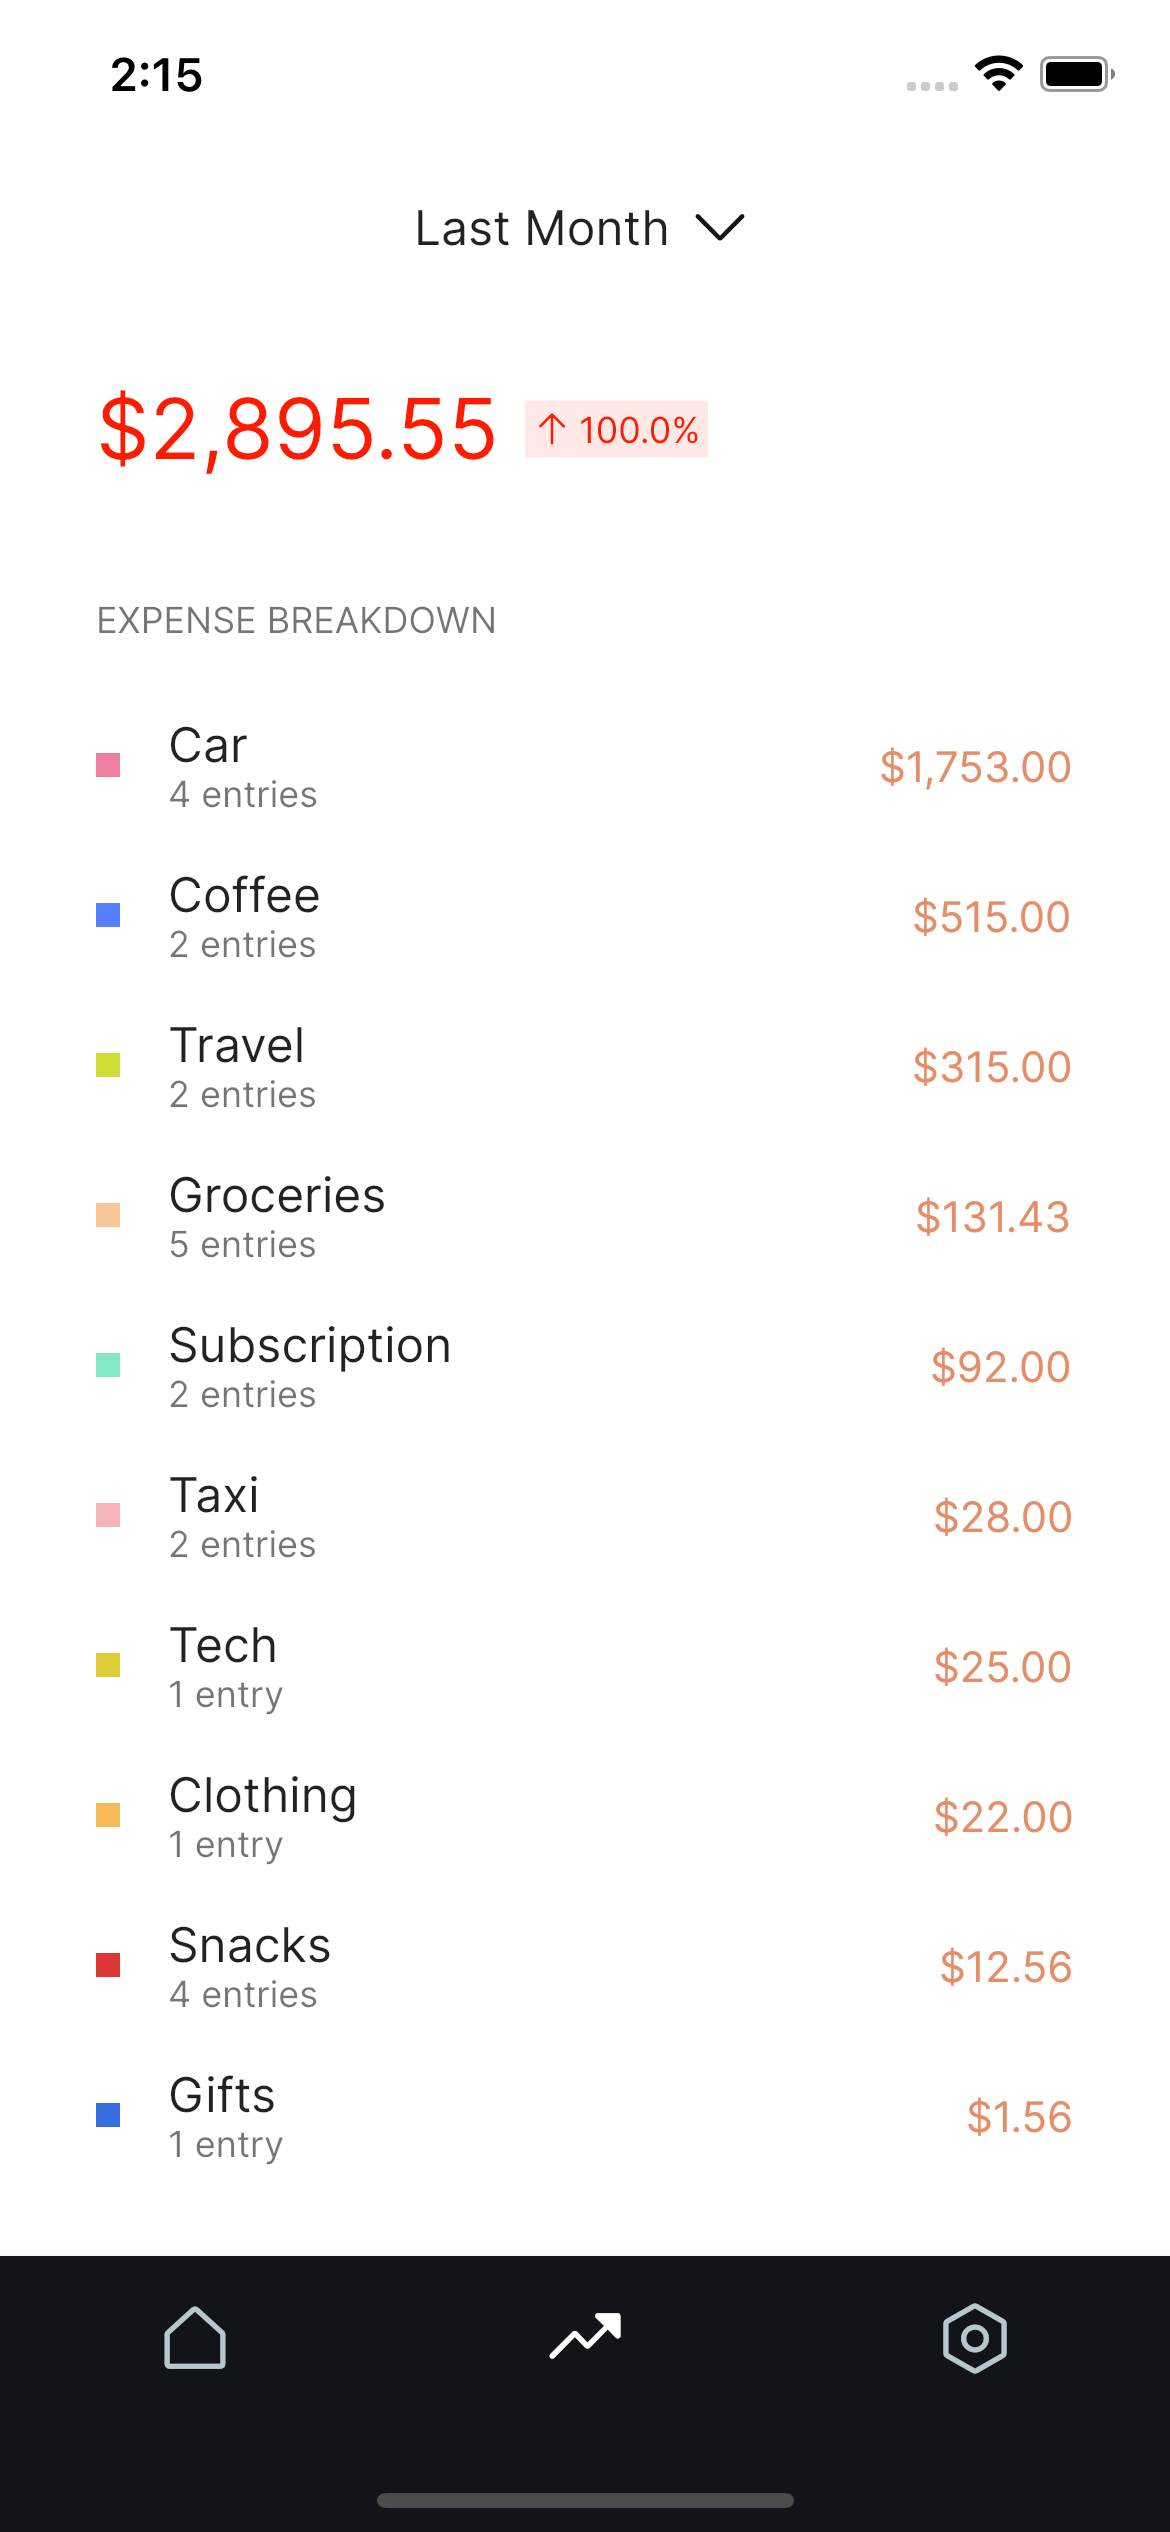 2:15
Last Month
$2,895.55
↑ 100.0%
EXPENSE BREAKDOWN
Car
4 entries
$1,753.00
Coffee
2 entries
$515.00
Travel
2 entries
$315.00
Groceries
5 entries
$131.43
Subscription
2 entries
$92.00
Taxi
2 entries
$28.00
Tech
1 entry
$25.00
Clothing
1 entry
$22.00
Snacks
4 entries
$12.56
Gifts
1 entry
$1.56